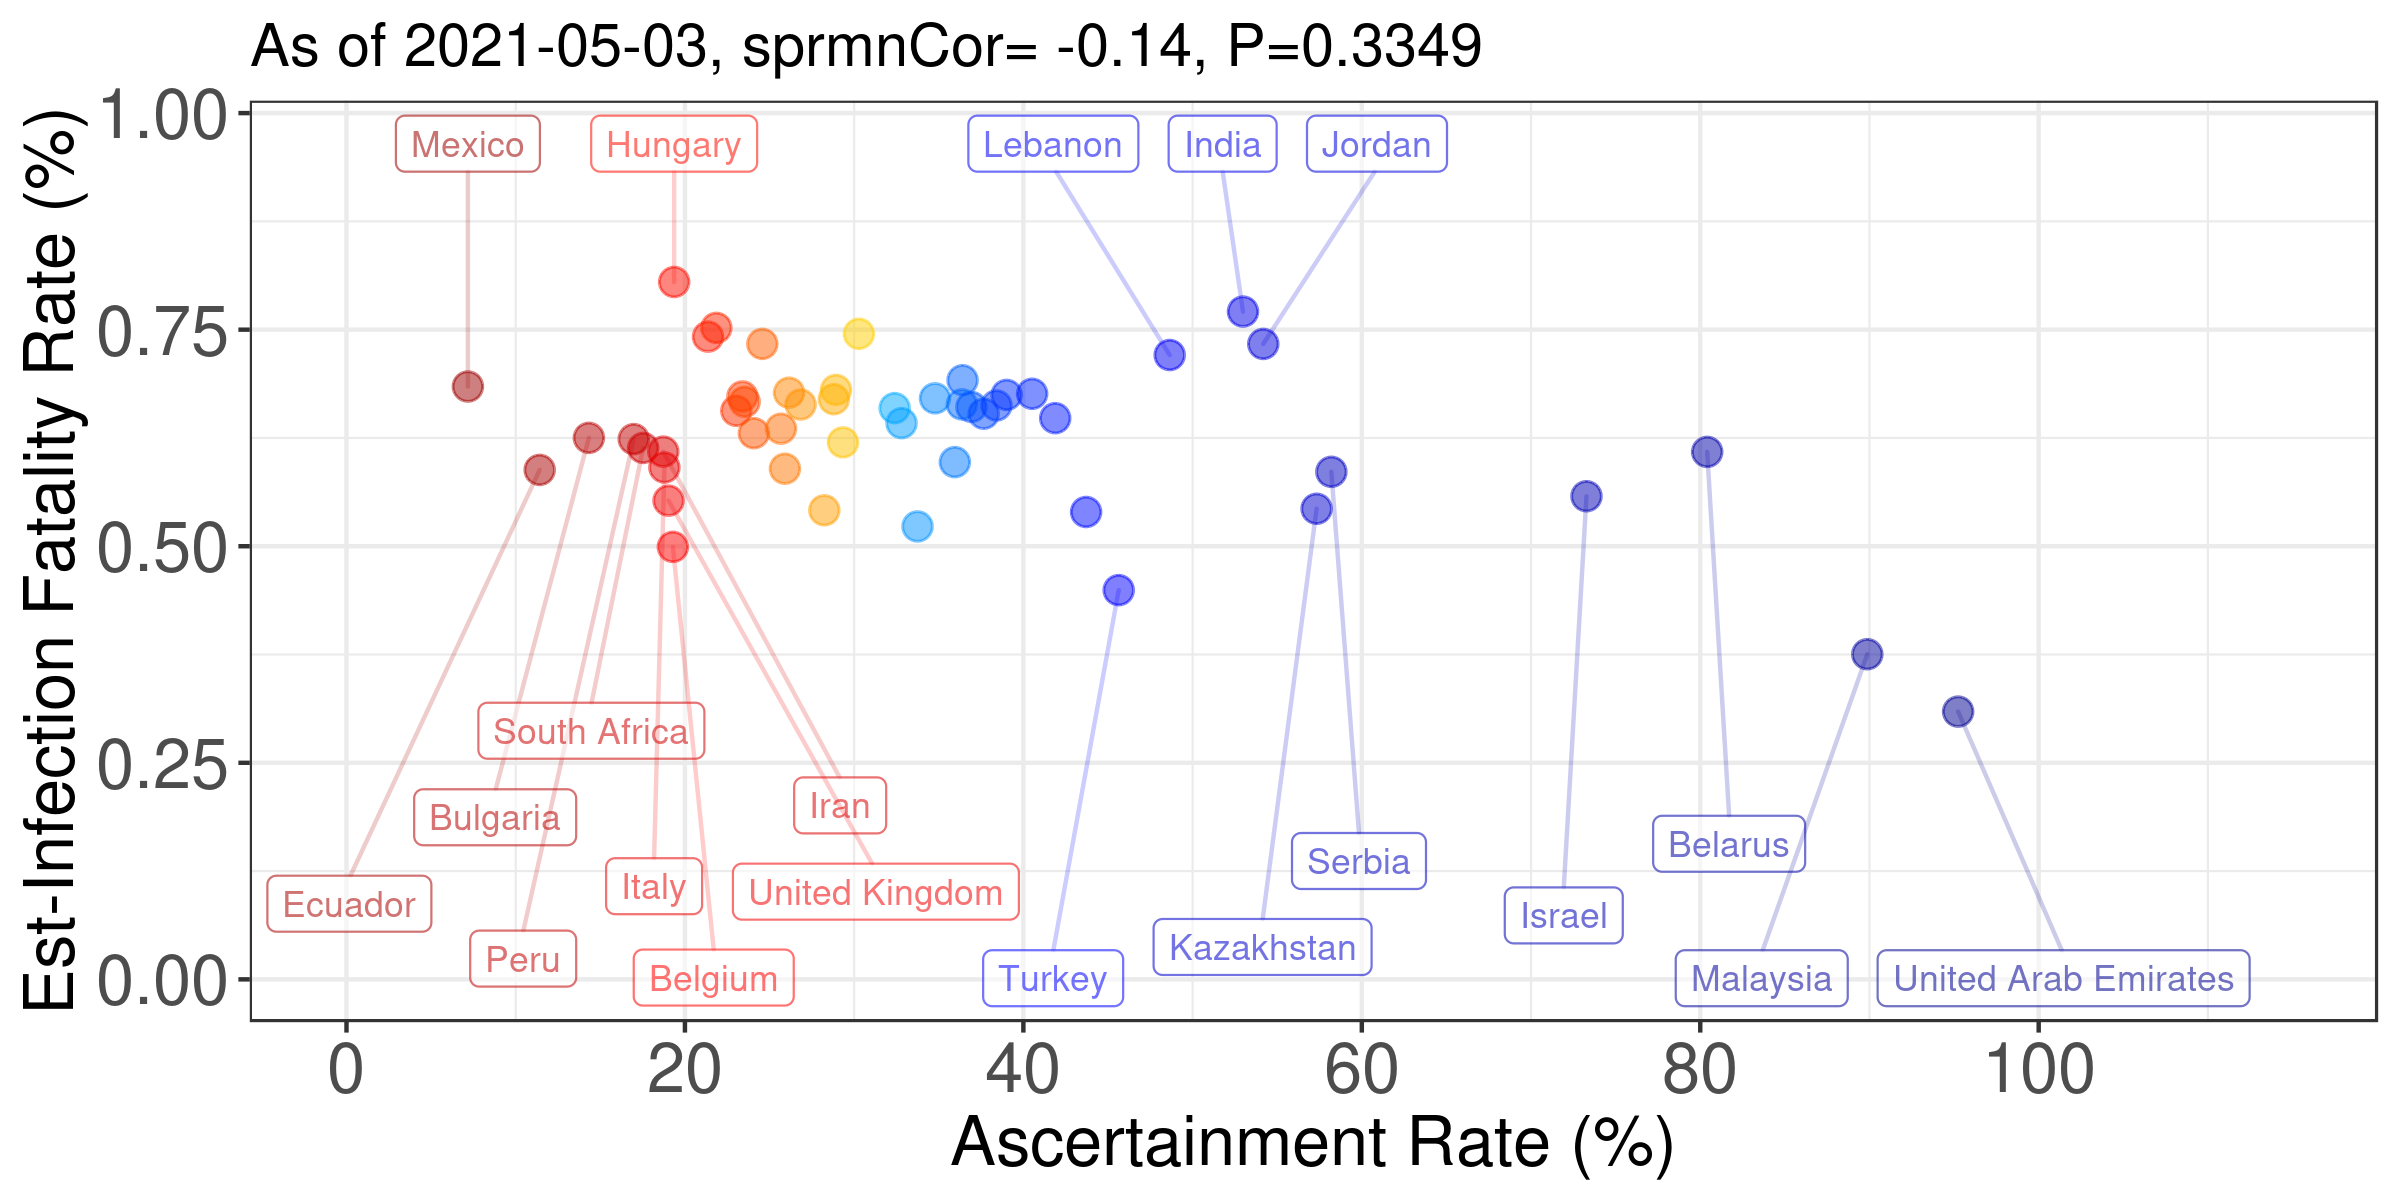 As of 2021-05-03, sprmnCor= -0.14, P=0.3349
Est-Infection Fatality Rate (%)
1.00
0.75
0.50
0.25
0.00
Mexico
Hungary
Lebanon
India
Jordan
South Africa
Bulgaria
Iran
Ecuador
Italy
United Kingdom
Peru
Belgium
Turkey
Kazakhstan
Serbia
Israel
Belarus
Malaysia
United Arab Emirates
0
20
40
60
80
100
Ascertainment Rate (%)